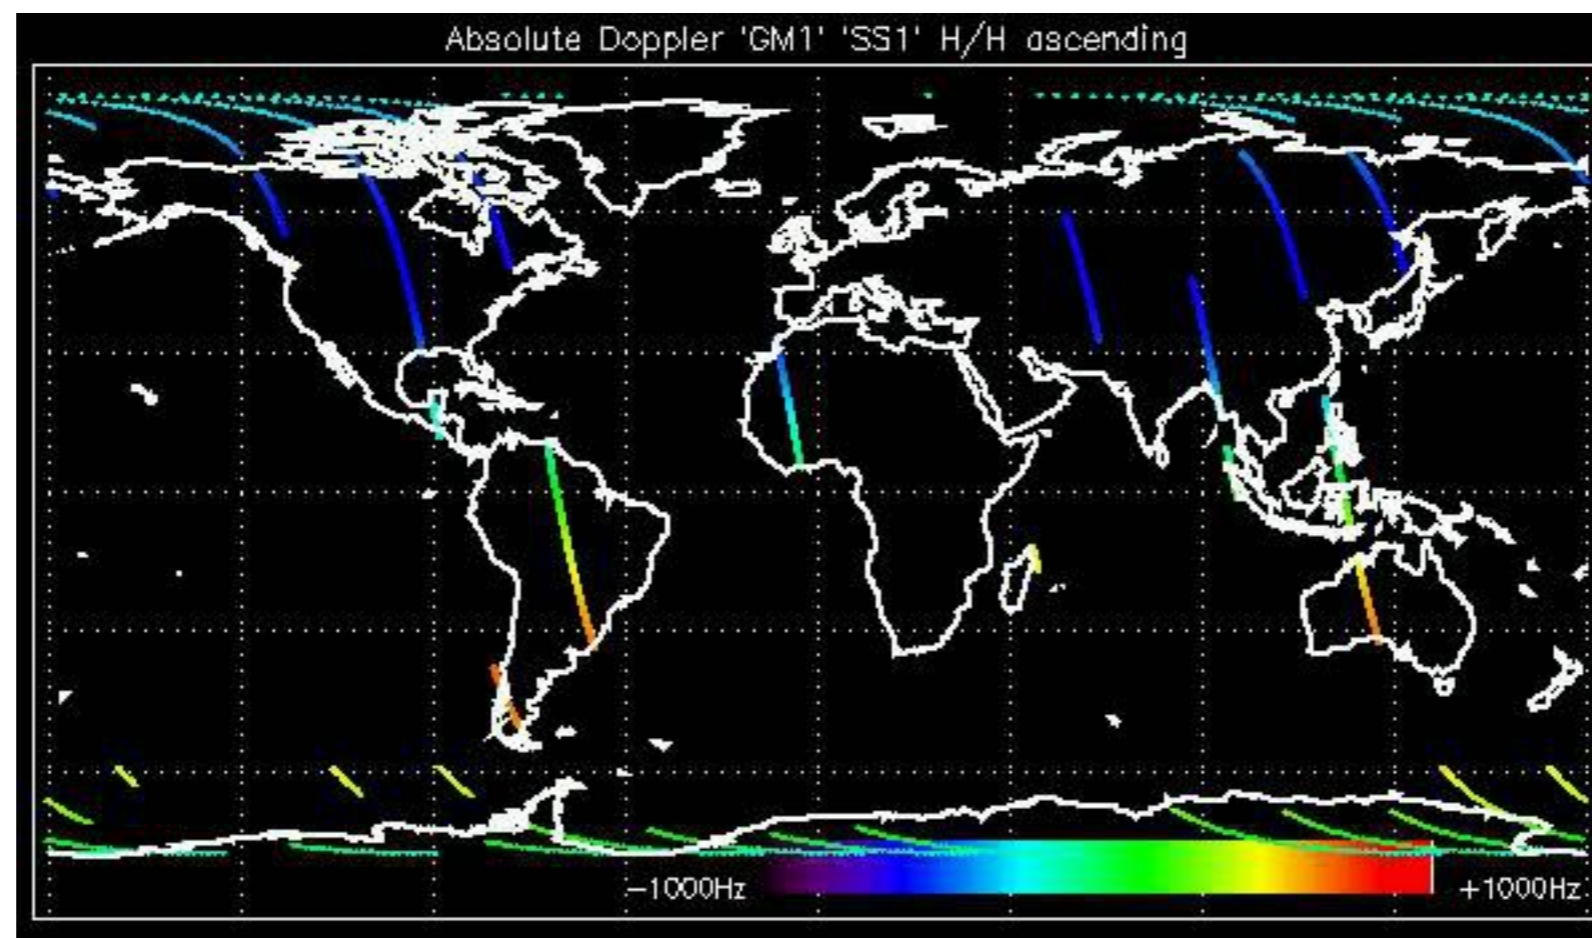 Absolute Doppler 'GM1' 'SS1' H/H ascending
-1000Hz
+1000Hz